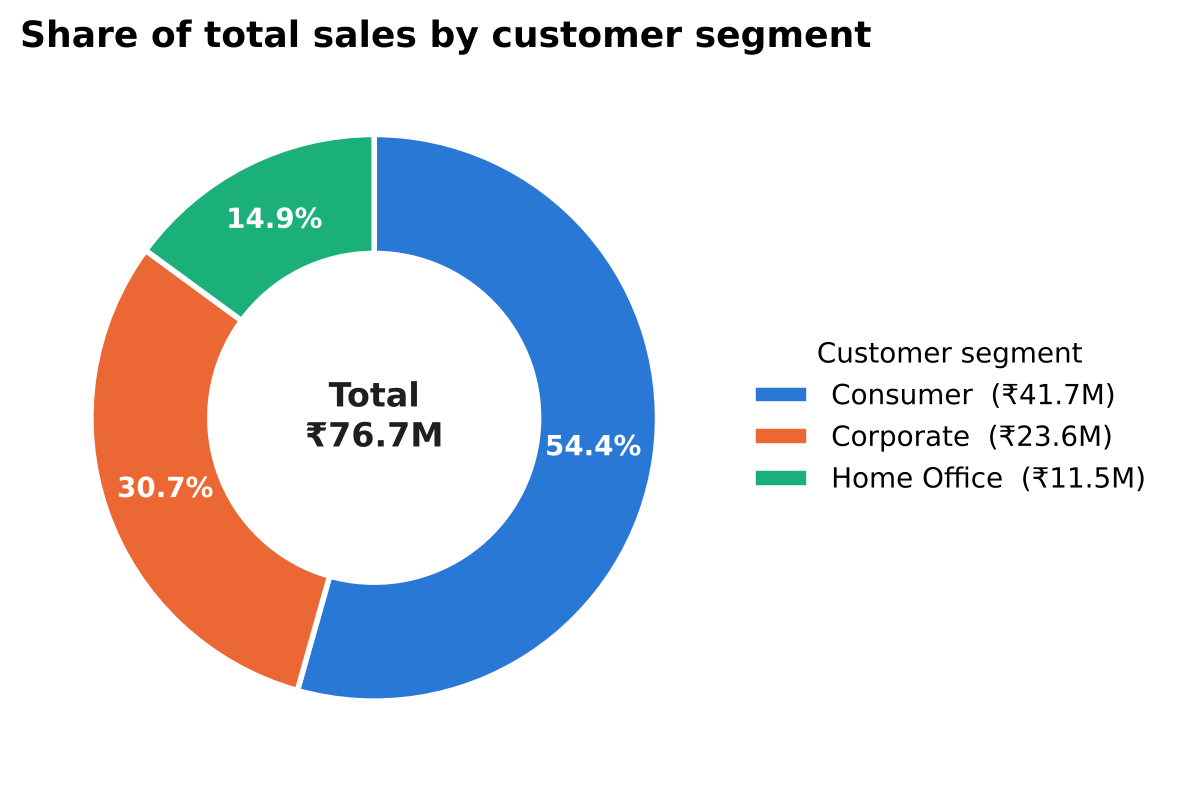 Share of total sales by customer segment
14.9%
Total
₹76.7M
54.4%
30.7%
Customer segment
Consumer (₹41.7M)
Corporate (₹23.6M)
Home Office (₹11.5M)